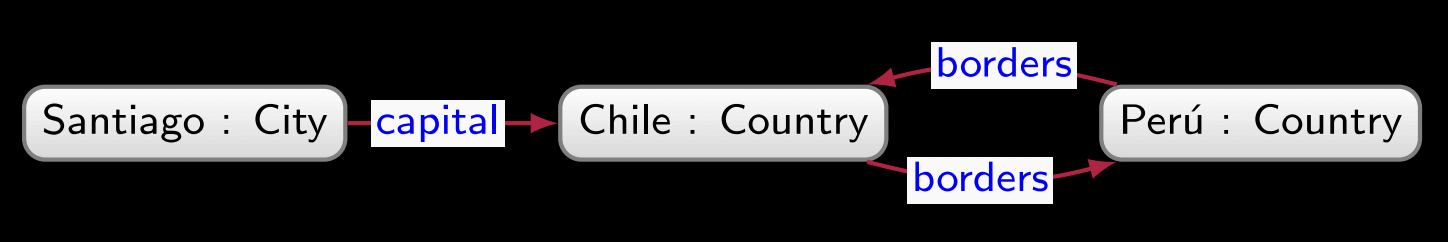 borders
Santiago : City
capital
Chile : Country
Perú : Country
borders